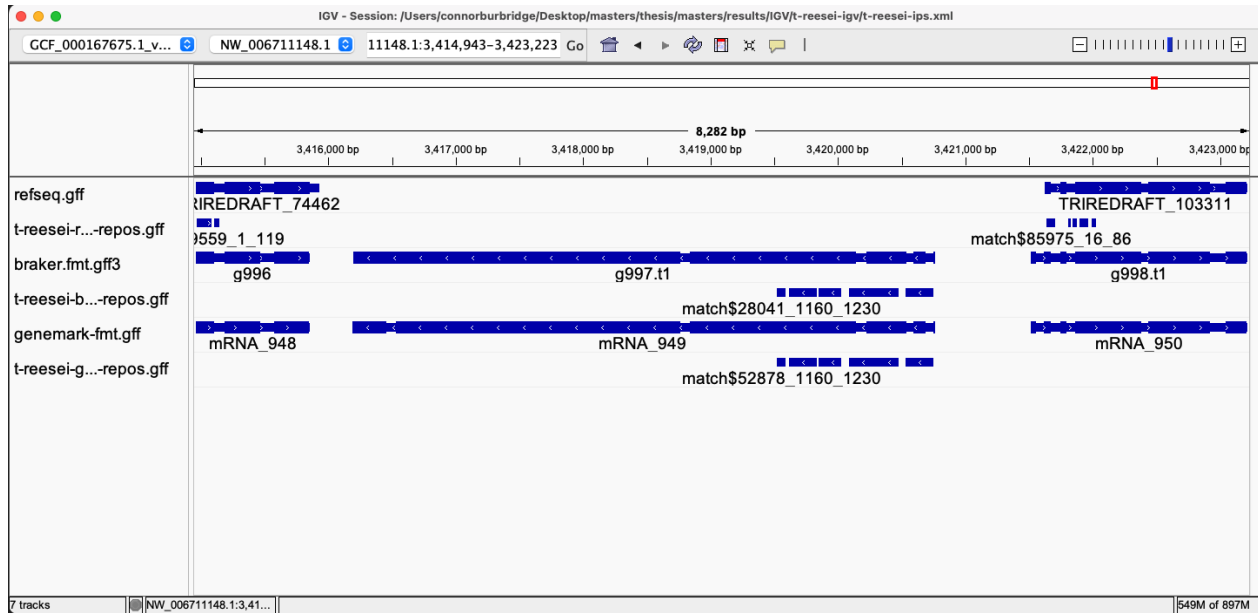 IGV - Session: /Users/connorburbridge/Desktop/masters/thesis/masters/results/IGV/t-reesei-igv/t-reesei-ips.xml
GCF_000167675.1_v... NW_006711148.1 11148.1:3,414,943-3,423,223 Go
8,282 bp
3,416,000 bp 3,417,000 bp 3,418,000 bp 3,419,000 bp 3,420,000 bp 3,421,000 bp 3,422,000 bp 3,423,000 bp
refseq.gff
RIREDRAFT_74462 TRIREDRAFT_103311
t-reesei-r...-repos.gff
9559_1_119 match$85975_16_86
braker.fmt.gff3
g996 g997.t1 g998.t1
t-reesei-b...-repos.gff
match$28041_1160_1230
genemark-fmt.gff
mRNA_948 mRNA_949 mRNA_950
t-reesei-g...-repos.gff
match$52878_1160_1230
7 tracks NW_006711148.1:3,41... 549M of 897M